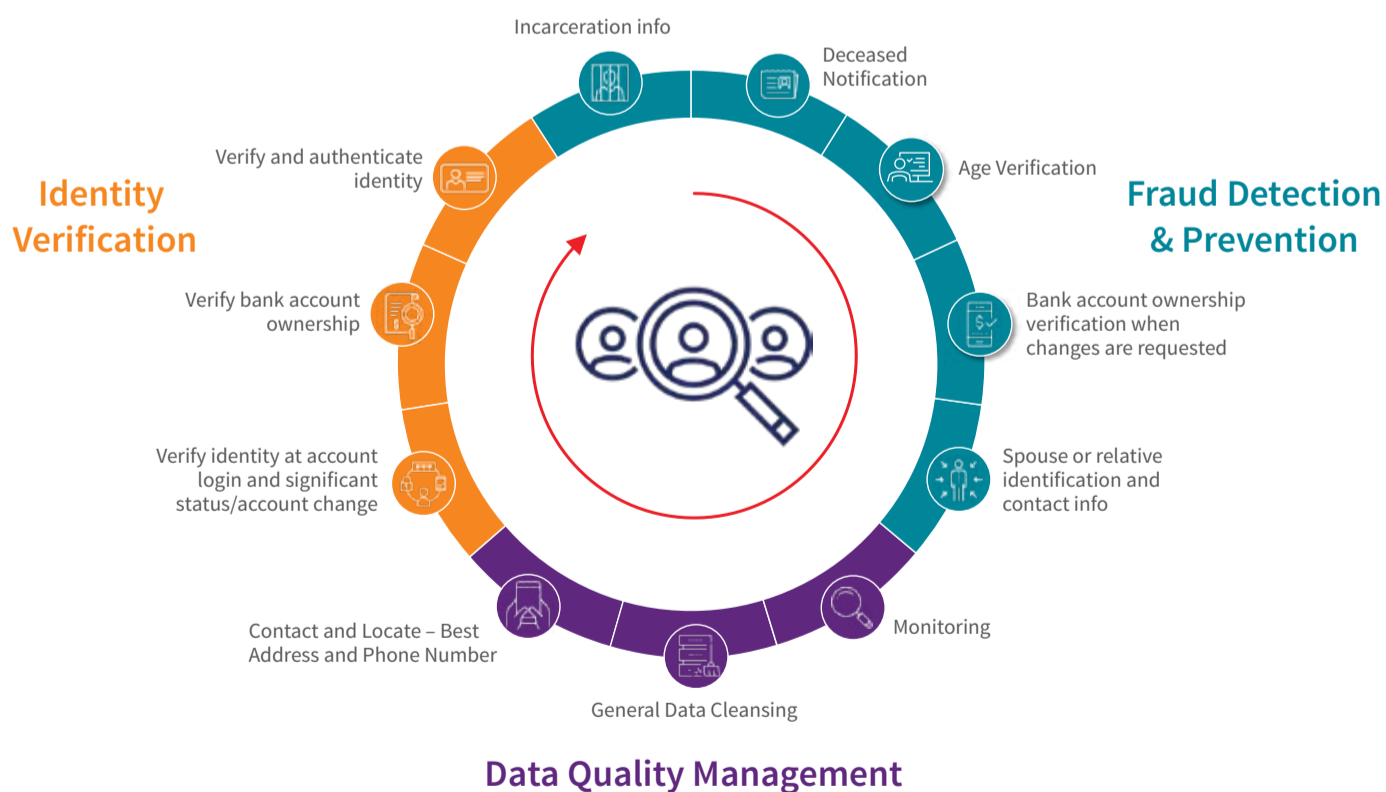 Incarceration info
Deceased
Notification
Verify and authenticate
identity
Age Verification
Identity
Verification
Fraud Detection
& Prevention
Verify bank account
ownership
Bank account ownership
verification when
changes are requested
Verify identity at account
login and significant
status/account change
Spouse or relative
identification and
contact info
Contact and Locate – Best
Address and Phone Number
Monitoring
General Data Cleansing
Data Quality Management